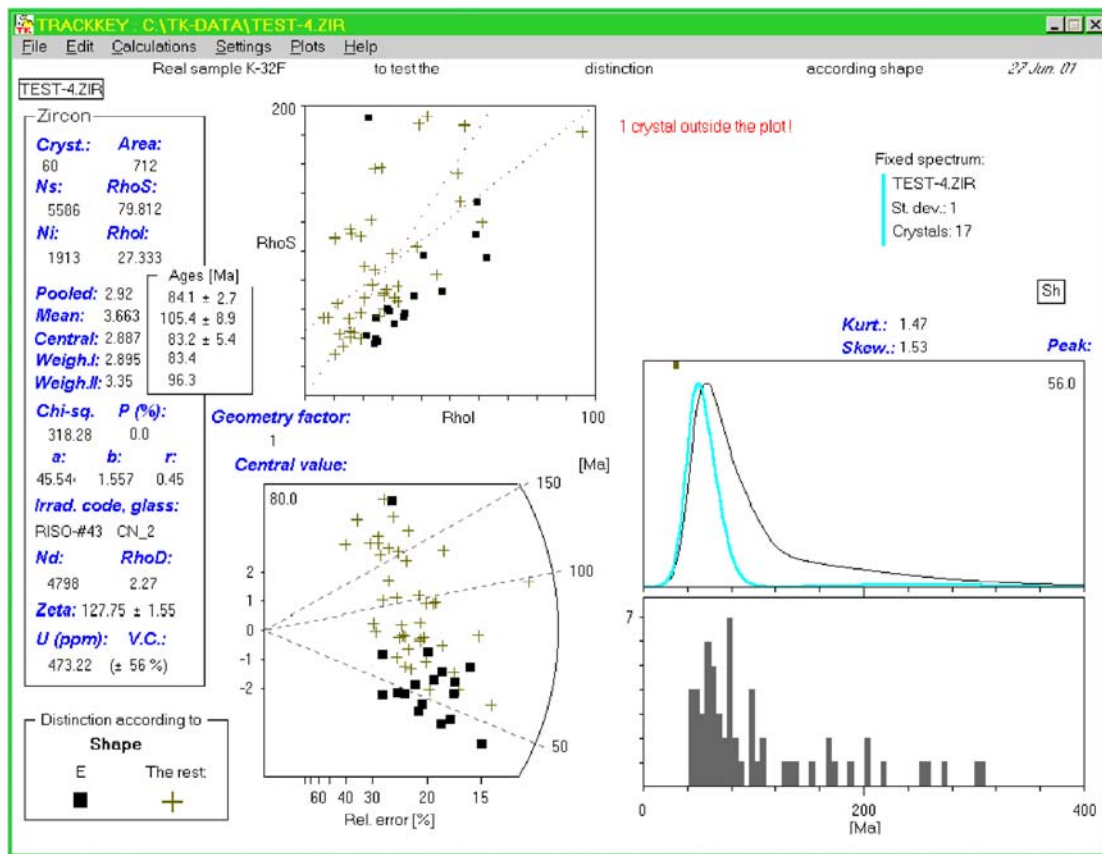 TRACKKEY : C:\TK-DATA\TEST-4.ZIR
File Edit Calculations Settings Plots Help
Real sample K-32F to test the distinction according shape 27 Jun. 01
TEST-4.ZIR
Zircon
Cryst.: Area:
60 712
Ns: RhoS:
5586 79.812
Ni: RhoI:
1913 27.333
Ages [Ma]
Pooled: 2.92 84.1 ± 2.7
Mean: 3.663 105.4 ± 8.9
Central: 2.887 83.2 ± 5.4
Weigh.I: 2.895 83.4
Weigh.II: 3.35 96.3
Chi-sq. P (%):
318.28 0.0
a: b: r:
45.54 1.557 0.45
Irrad. code, glass:
RISO-#43 CN_2
Nd: RhoD:
4798 2.27
Zeta: 127.75 ± 1.55
U (ppm): V.C.:
473.22 (± 56 %)
Distinction according to
Shape
E The rest:
200
RhoS
RhoI 100
Geometry factor:
1
Central value:
80.0
[Ma]
150
100
50
2
1
0
-1
-2
60 40 30 20 15
Rel. error [%]
1 crystal outside the plot!
Fixed spectrum:
TEST-4.ZIR
St. dev.: 1
Crystals: 17
Sh
Kurt.: 1.47
Skew.: 1.53 Peak:
56.0
7
0 200 400
[Ma]